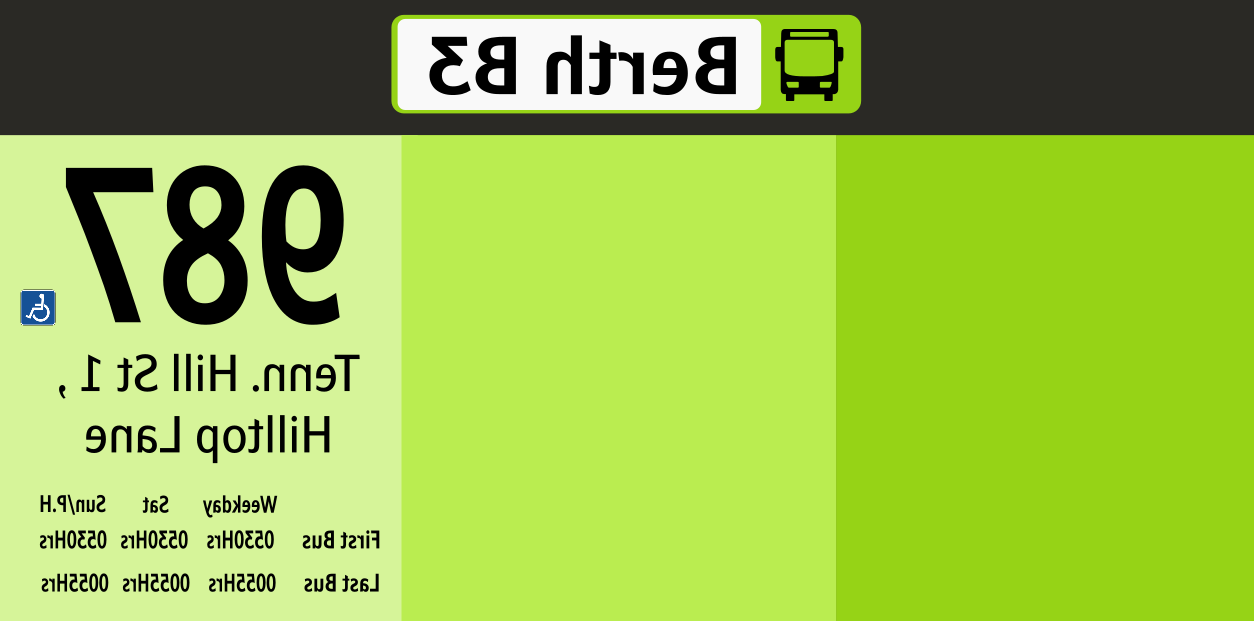 Berth B3
987
Tenn. Hill St 1 ,
Hilltop Lane
Weekday Sat Sun/P.H
First Bus 0530Hrs 0530Hrs 0530Hrs
Last Bus 0055Hrs 0055Hrs 0055Hrs